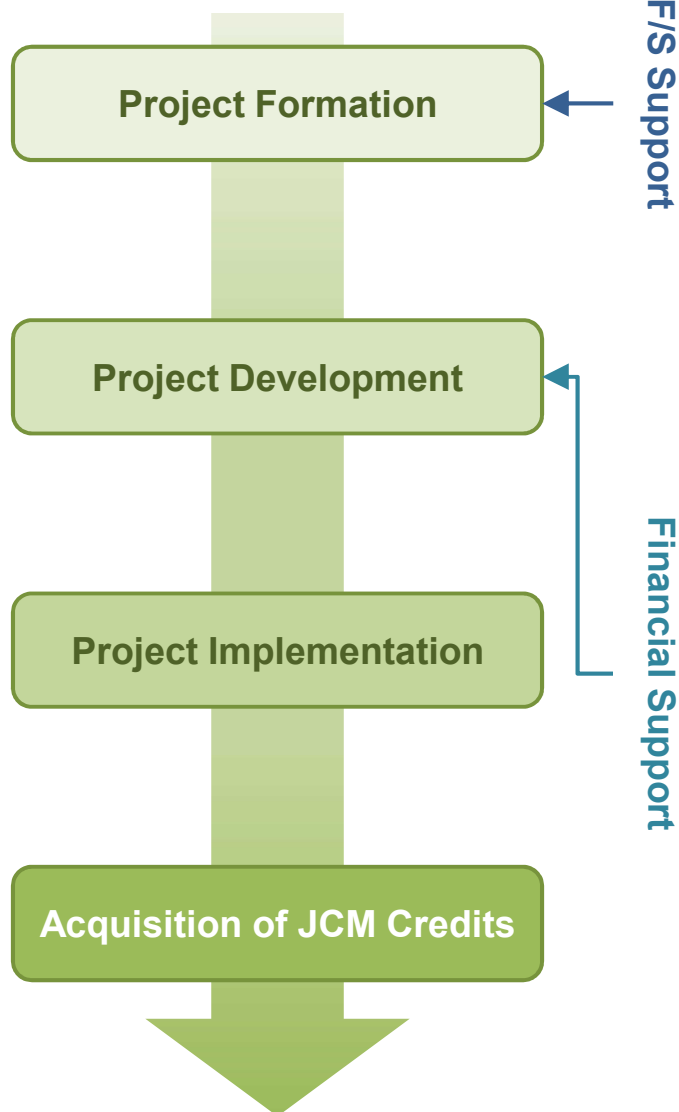 Project Formation
F/S Support
Project Development
Project Implementation
Financial Support
Acquisition of JCM Credits